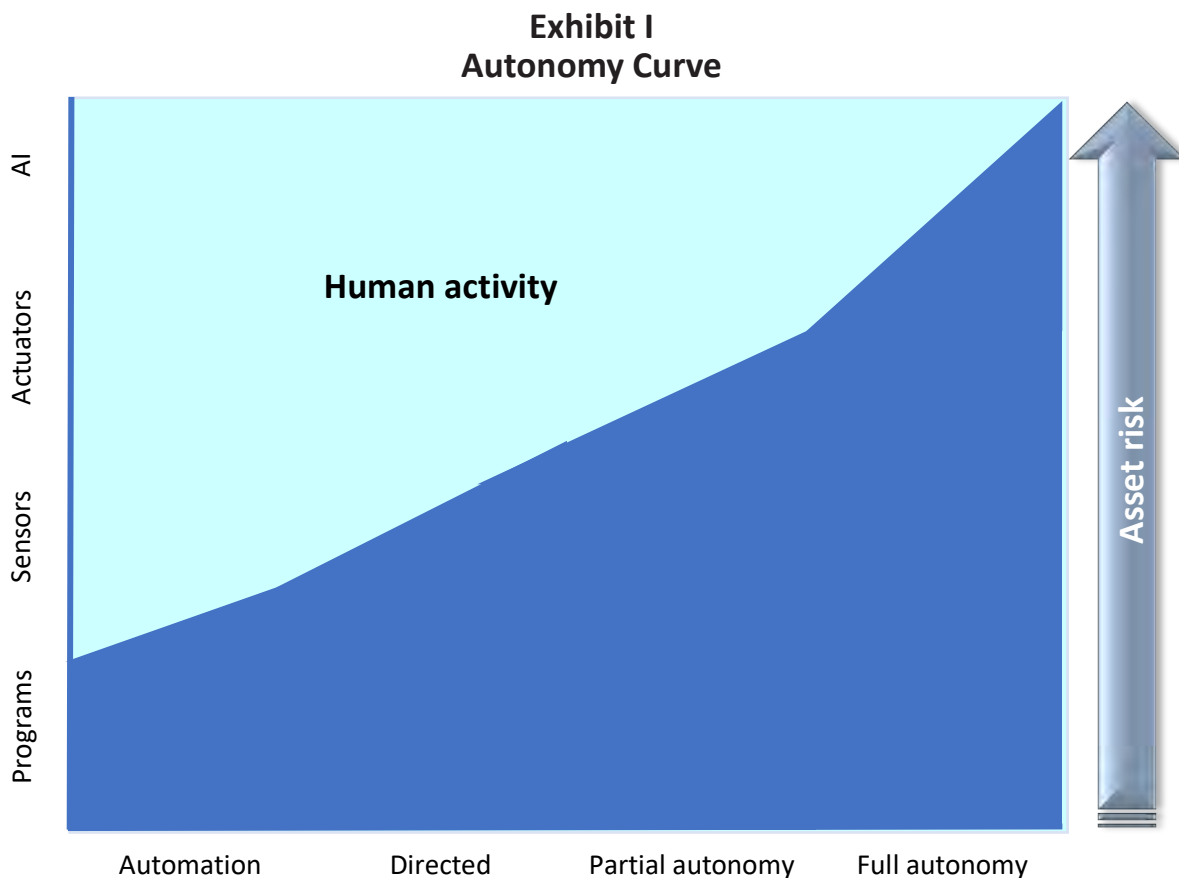 Exhibit I
Autonomy Curve
AI
Actuators
Sensors
Programs
Human activity
Asset risk
Automation
Directed
Partial autonomy
Full autonomy